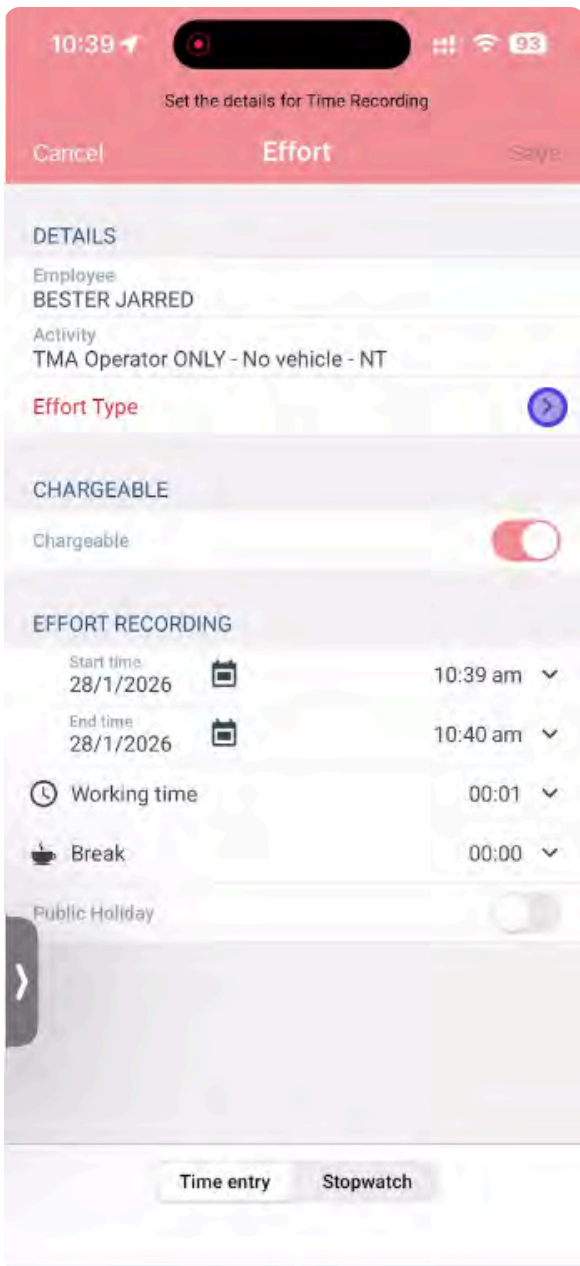 10:39
93
Set the details for Time Recording
Cancel Effort Save
DETAILS
Employee
BESTER JARRED
Activity
TMA Operator ONLY - No vehicle - NT
Effort Type
CHARGEABLE
Chargeable
EFFORT RECORDING
Start time
28/1/2026 10:39 am
End time
28/1/2026 10:40 am
Working time 00:01
Break 00:00
Public Holiday
Time entry Stopwatch